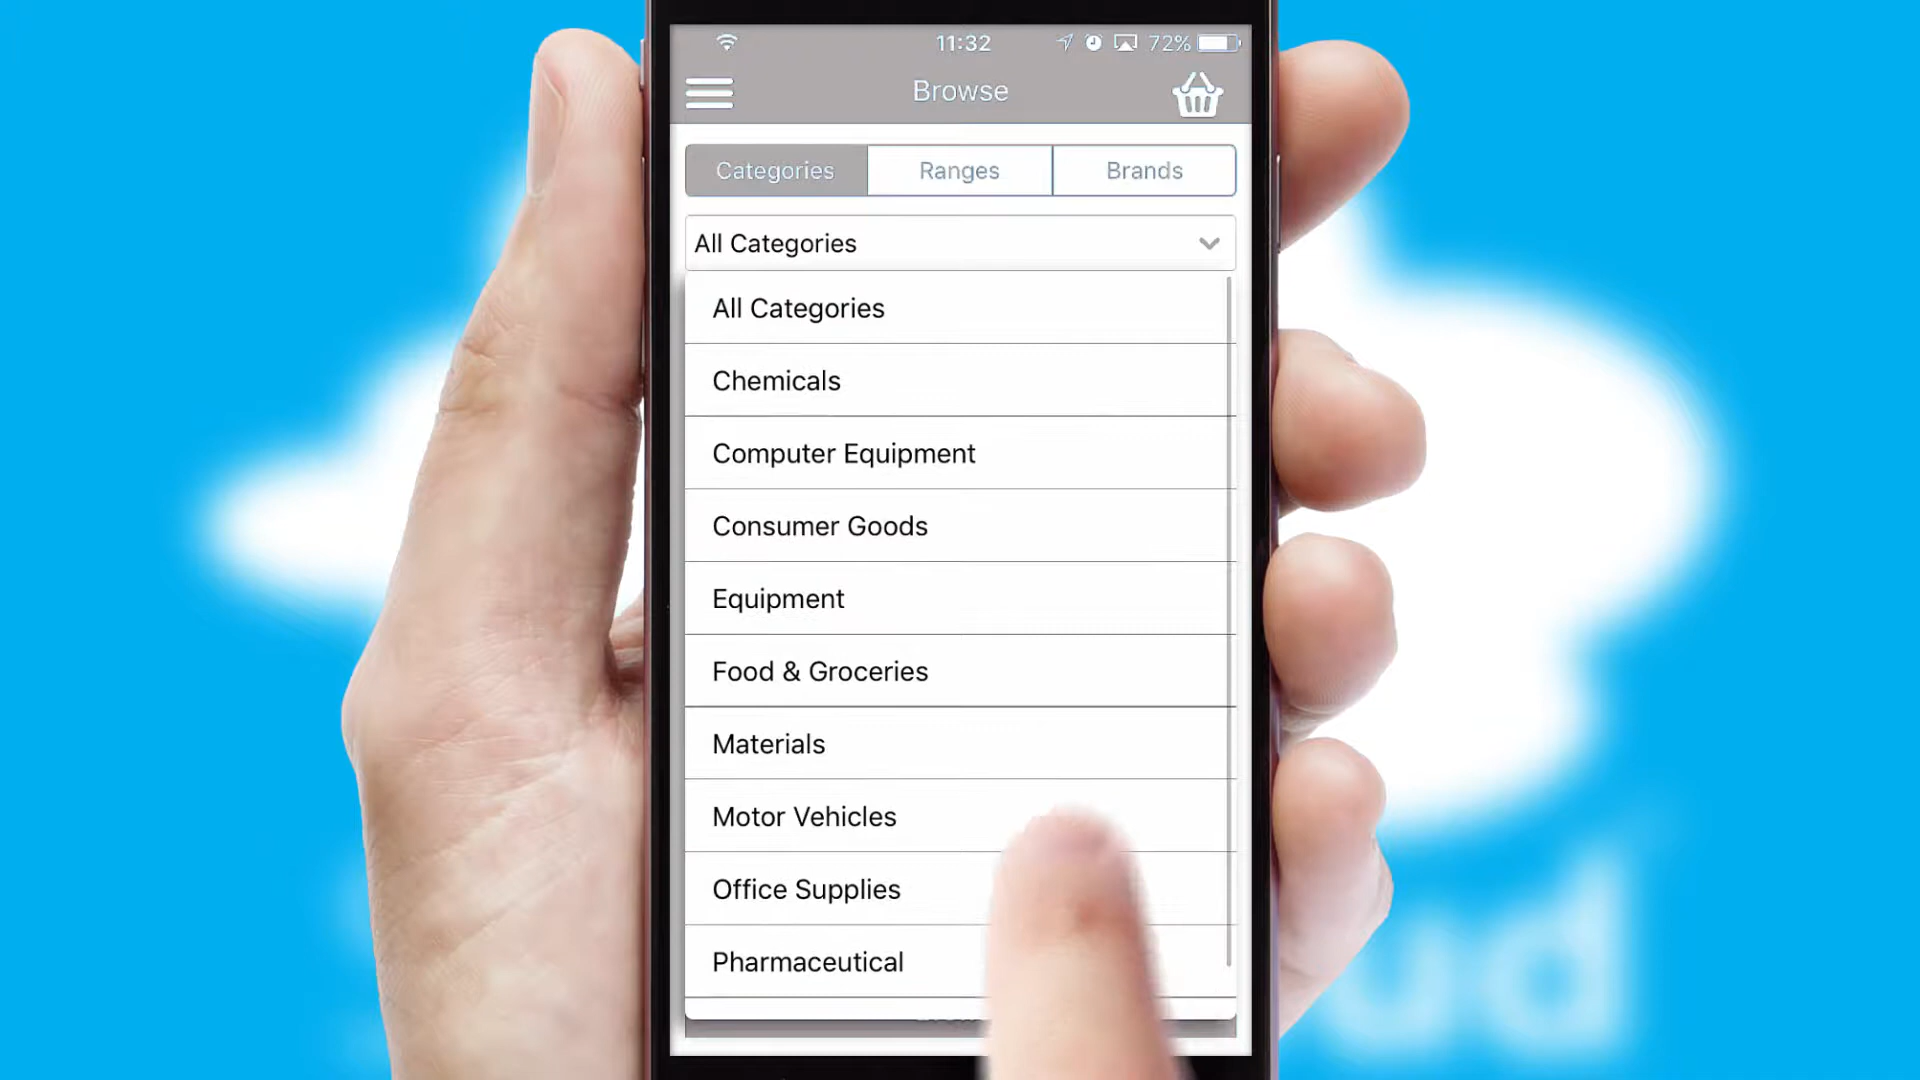 11:32
72%
Browse
Categories
Ranges
Brands
All Categories
All Categories
Chemicals
Computer Equipment
Consumer Goods
Equipment
Food & Groceries
Materials
Motor Vehicles
Office Supplies
Pharmaceutical
ud